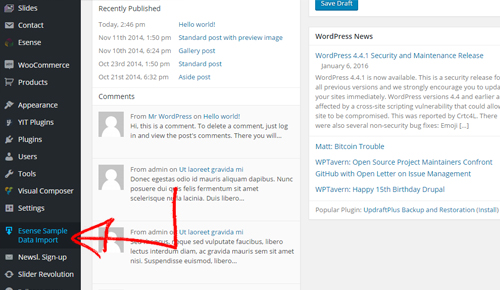 Slides
Contact
Esense
WooCommerce
Products
Appearance
YIT Plugins
Plugins
Users
Tools
Visual Composer
Settings
Esense Sample
Data Import
Newsl. Sign-up
Slider Revolution
Recently Published
Today, 2:46 pm Hello world!
Nov 11th 2014, 1:50 pm Standard post with preview image
Nov 10th 2014, 6:24 pm Gallery post
Oct 23rd 2014, 1:50 pm Standard post
Oct 21st 2014, 6:32 pm Aside post
Comments
From Mr WordPress on Hello world!
Hi, this is a comment. To delete a comment, just log
in and view the post's comments. There you will...
From admin on Ut laoreet gravida mi
Donec egestas odio id mauris aliquam dapibus. Nunc
posuere dui quis felis fermentum sit amet
scelerisque nulla lacinia. Duis libero...
From admin on Ut laoreet gravida mi
Sed rhoncus, neque sed vulputate faucibus, libero
lectus interdum diam, ac gravida mauris sem sit amet
nisi. Suspendisse euismod, libero...
Save Draft
WordPress News
WordPress 4.4.1 Security and Maintenance Release
January 6, 2016
WordPress 4.4.1 is now available. This is a security release fo
all previous versions and we strongly encourage you to upda
your sites immediately. WordPress versions 4.4 and earlier a
affected by a cross-site scripting vulnerability that could allow
site to be compromised. This was reported by Crtc4L. There
were also several non-security bug fixes: Emoji [...]
Matt: Bitcoin Trouble
WPTavern: Open Source Project Maintainers Confront
GitHub with Open Letter on Issue Management
WPTavern: Happy 15th Birthday Drupal
Popular Plugin: UpdraftPlus Backup and Restoration (Install)